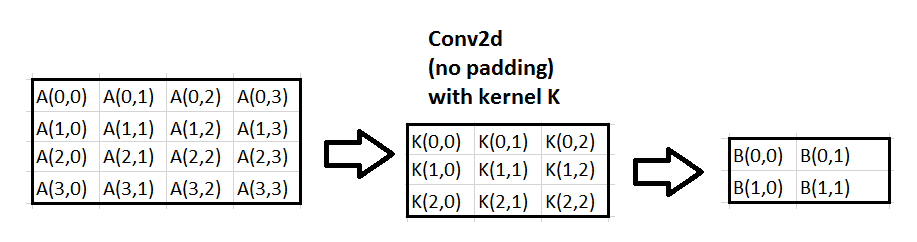 Conv2d
(no padding)
with kernel K
A(0,0) A(0,1) A(0,2) A(0,3)
A(1,0) A(1,1) A(1,2) A(1,3)
A(2,0) A(2,1) A(2,2) A(2,3)
A(3,0) A(3,1) A(3,2) A(3,3)
K(0,0) K(0,1) K(0,2)
K(1,0) K(1,1) K(1,2)
K(2,0) K(2,1) K(2,2)
B(0,0) B(0,1)
B(1,0) B(1,1)